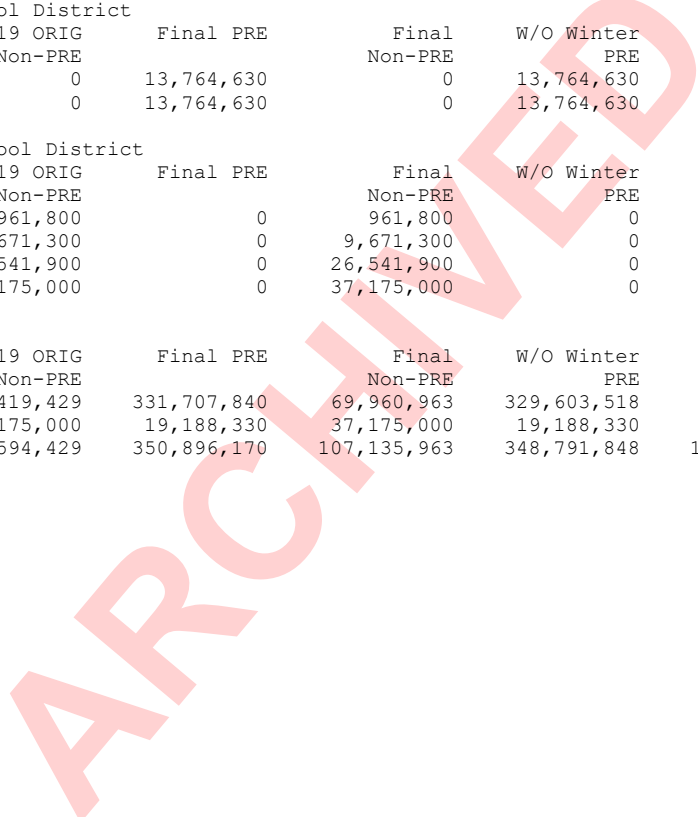 ol District
19 ORIG Final PRE Final W/O Winter
Non-PRE Non-PRE PRE
0 13,764,630 0 13,764,630
0 13,764,630 0 13,764,630
ool District
19 ORIG Final PRE Final W/O Winter
Non-PRE Non-PRE PRE
961,800 0 961,800 0
671,300 0 9,671,300 0
541,900 0 26,541,900 0
175,000 0 37,175,000 0
19 ORIG Final PRE Final W/O Winter
Non-PRE Non-PRE PRE
419,429 331,707,840 69,960,963 329,603,518
175,000 19,188,330 37,175,000 19,188,330
594,429 350,896,170 107,135,963 348,791,848 1
ARCHIVED